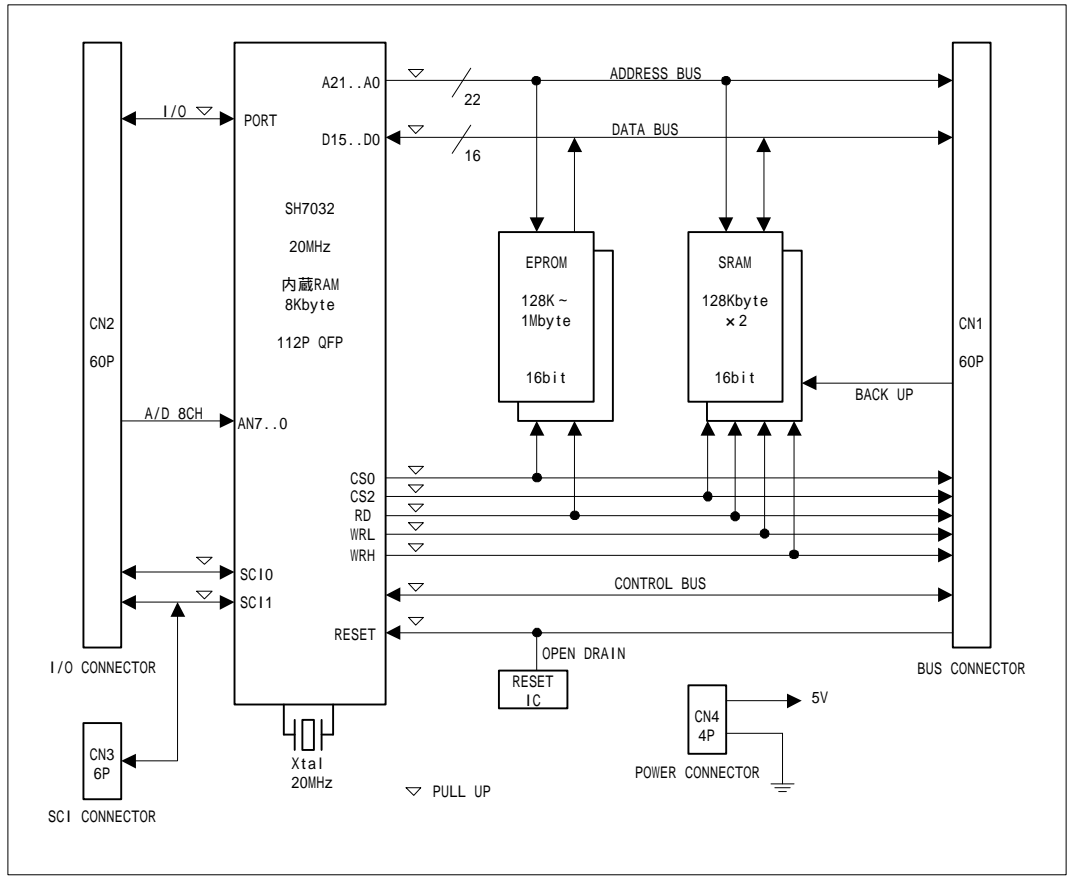 A21..A0
ADDRESS BUS
22
I/O
PORT
D15..D0
DATA BUS
16
SH7032
20MHz
内蔵RAM
8Kbyte
112P QFP
EPROM
128K~
1Mbyte
16bit
SRAM
128Kbyte
×2
16bit
CN2
60P
CN1
60P
BACK UP
A/D 8CH
AN7..0
CS0
CS2
RD
WRL
WRH
SCI0
SCI1
CONTROL BUS
RESET
OPEN DRAIN
RESET
IC
I/O CONNECTOR
BUS CONNECTOR
CN4
4P
5V
POWER CONNECTOR
CN3
6P
SCI CONNECTOR
Xtal
20MHz
▽ PULL UP